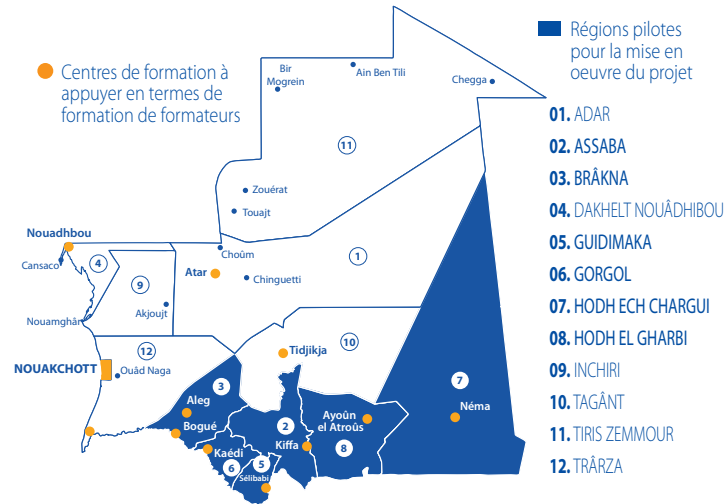 Centres de formation à
appuyer en termes de
formation de formateurs
Régions pilotes
pour la mise en
oeuvre du projet
01. ADAR
02. ASSABA
03. BRÂKNA
04. DAKHELT NOUÂDHIBOU
05. GUIDIMAKA
06. GORGOL
07. HODH ECH CHARGUI
08. HODH EL GHARBI
09. INCHIRI
10. TAGÂNT
11. TIRIS ZEMMOUR
12. TRÂRZA
Bir
Mogrein
Ain Ben Tili
Chegga
11
Zouérat
Touajt
Nouadhbou
Cansaco
4
Choûm
1
Atar
Chinguetti
9
Nouamghâr
Akjoujt
12
NOUAKCHOTT
Ouâd Naga
Tidjikja
10
3
Aleg
Bogué
2
Kiffa
Ayoûn
el Atroûs
8
7
Néma
Kaédi
6
5
Sélibabi